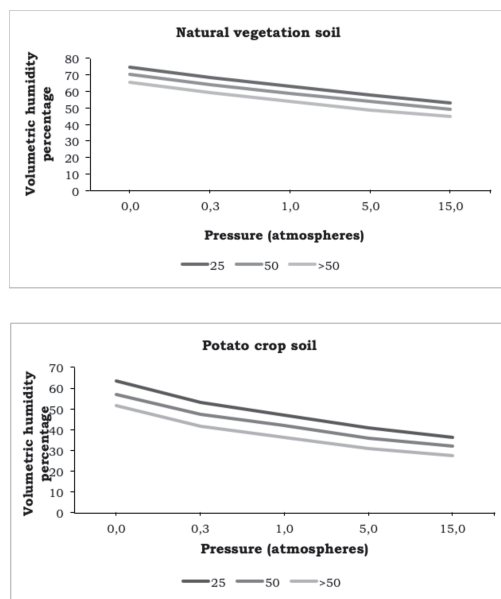 Natural vegetation soil
Volumetric humidity
percentage
80
70
60
50
40
30
20
10
0
0,0 0,3 1,0 5,0 15,0
Pressure (atmospheres)
25 50 >50
Potato crop soil
Volumetric humidity
percentage
70
60
50
40
30
20
10
0
0,0 0,3 1,0 5,0 15,0
Pressure (atmospheres)
25 50 >50